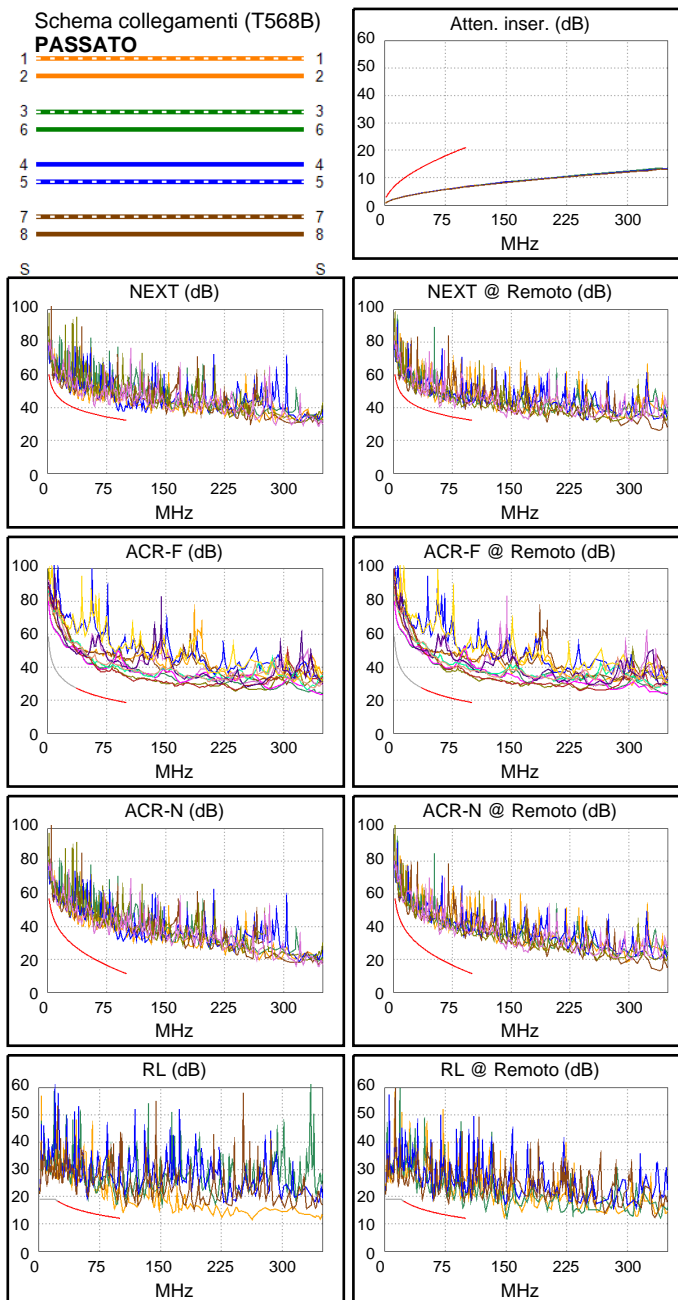 Schema collegamenti (T568B)
PASSATO
1 1
2 2
3 3
6 6
4 4
5 5
7 7
8 8
S S
Atten. inser. (dB)
60
50
40
30
20
10
0
0 75 150 225 300
MHz
NEXT (dB)
100
80
60
40
20
0
0 75 150 225 300
MHz
NEXT @ Remoto (dB)
100
80
60
40
20
0
0 75 150 225 300
MHz
ACR-F (dB)
100
80
60
40
20
0
0 75 150 225 300
MHz
ACR-F @ Remoto (dB)
100
80
60
40
20
0
0 75 150 225 300
MHz
ACR-N (dB)
100
80
60
40
20
0
0 75 150 225 300
MHz
ACR-N @ Remoto (dB)
100
80
60
40
20
0
0 75 150 225 300
MHz
RL (dB)
60
50
40
30
20
10
0
0 75 150 225 300
MHz
RL @ Remoto (dB)
60
50
40
30
20
10
0
0 75 150 225 300
MHz